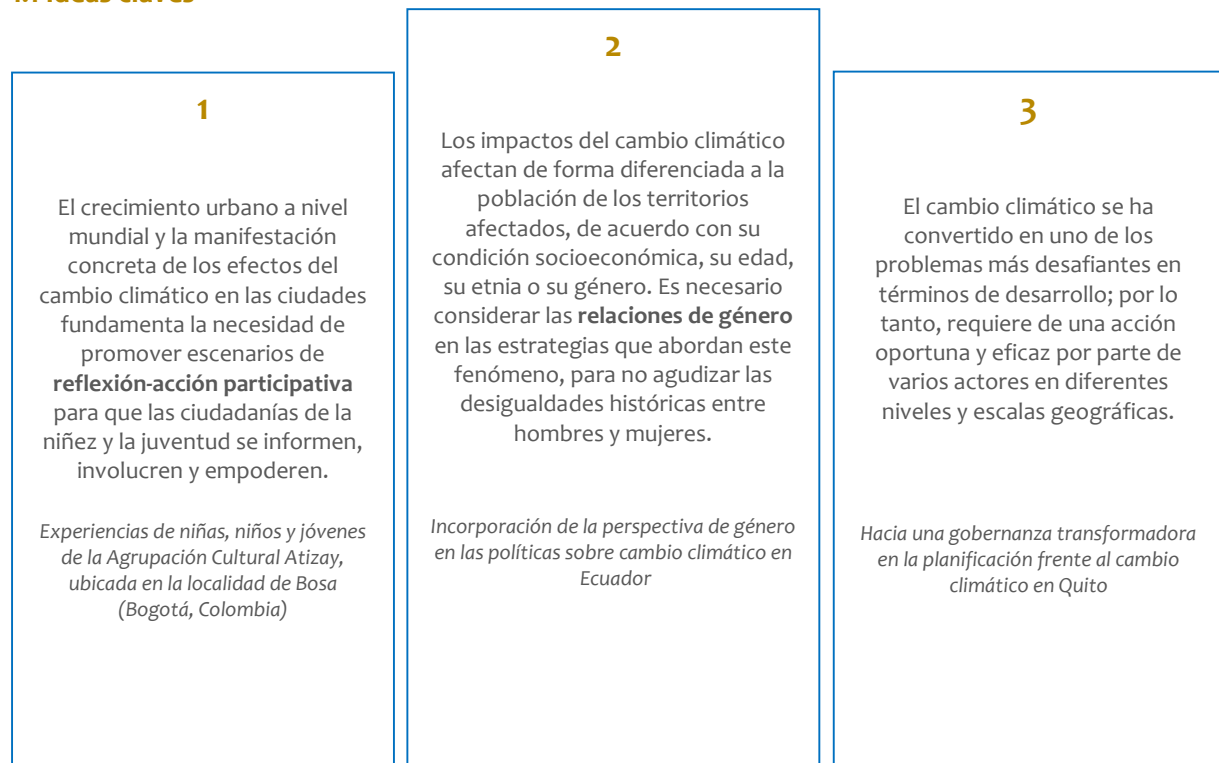 1
El crecimiento urbano a nivel
mundial y la manifestación
concreta de los efectos del
cambio climático en las ciudades
fundamenta la necesidad de
promover escenarios de
reflexión-acción participativa
para que las ciudadanías de la
niñez y la juventud se informen,
involucren y empoderen.
Experiencias de niñas, niños y jóvenes
de la Agrupación Cultural Atizay,
ubicada en la localidad de Bosa
(Bogotá, Colombia)
2
Los impactos del cambio climático
afectan de forma diferenciada a la
población de los territorios
afectados, de acuerdo con su
condición socioeconómica, su edad,
su etnia o su género. Es necesario
considerar las relaciones de género
en las estrategias que abordan este
fenómeno, para no agudizar las
desigualdades históricas entre
hombres y mujeres.
Incorporación de la perspectiva de género
en las políticas sobre cambio climático en
Ecuador
3
El cambio climático se ha
convertido en uno de los
problemas más desafiantes en
términos de desarrollo; por lo
tanto, requiere de una acción
oportuna y eficaz por parte de
varios actores en diferentes
niveles y escalas geográficas.
Hacia una gobernanza transformadora
en la planificación frente al cambio
climático en Quito